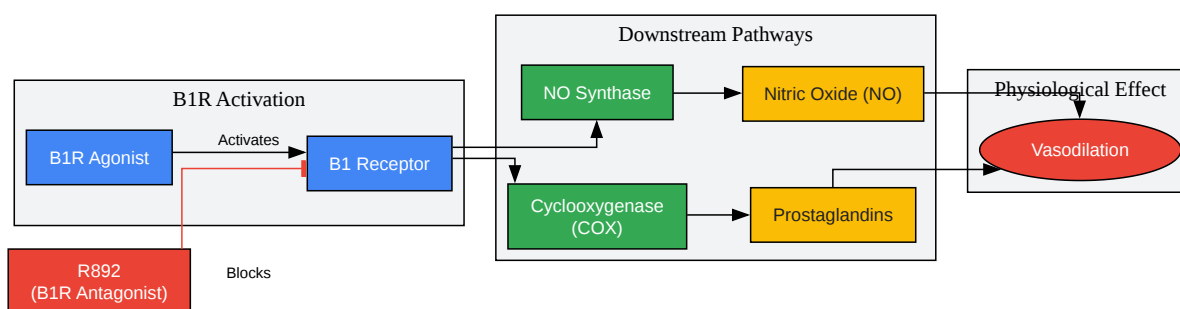 B1R Activation
B1R Agonist
Activates
B1 Receptor
R892
(B1R Antagonist)
Blocks
Downstream Pathways
NO Synthase
Nitric Oxide (NO)
Cyclooxygenase
(COX)
Prostaglandins
Physiological Effect
Vasodilation